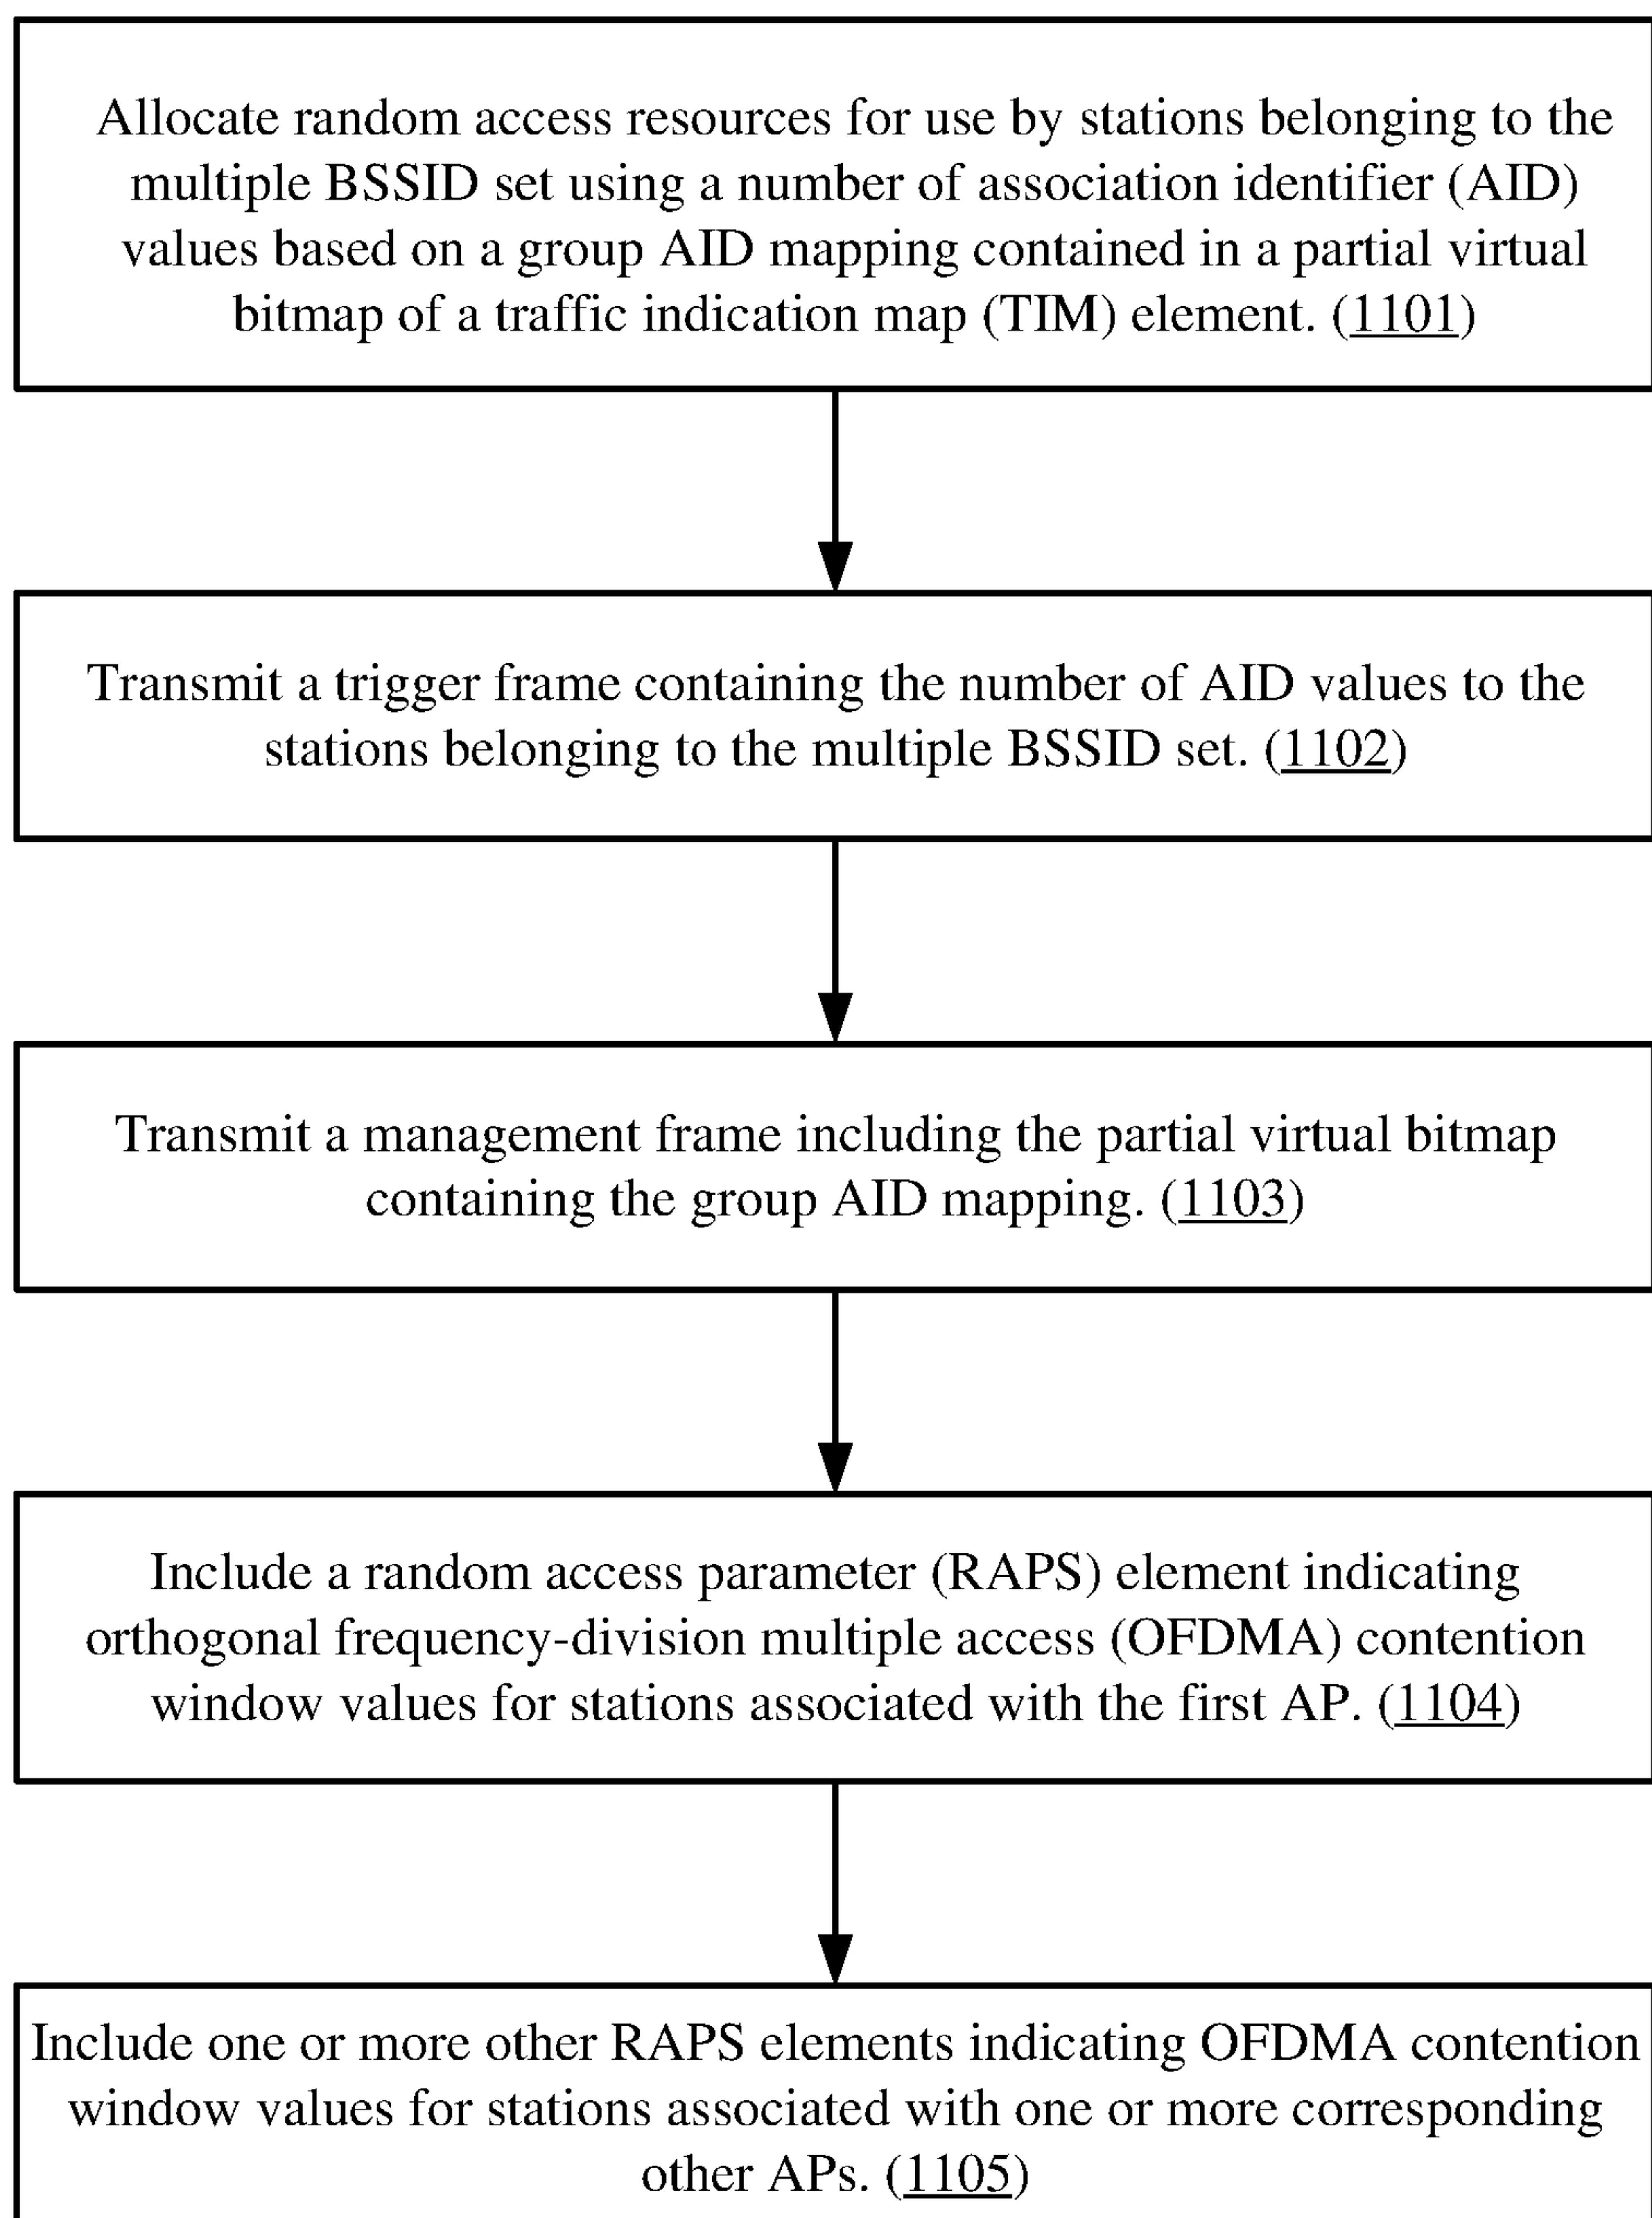 Allocate random access resources for use by stations belonging to the
multiple BSSID set using a number of association identifier (AID)
values based on a group AID mapping contained in a partial virtual
bitmap of a traffic indication map (TIM) element. (1101)
Transmit a trigger frame containing the number of AID values to the
stations belonging to the multiple BSSID set. (1102)
Transmit a management frame including the partial virtual bitmap
containing the group AID mapping. (1103)
Include a random access parameter (RAPS) element indicating
orthogonal frequency-division multiple access (OFDMA) contention
window values for stations associated with the first AP. (1104)
Include one or more other RAPS elements indicating OFDMA contention
window values for stations associated with one or more corresponding
other APs. (1105)